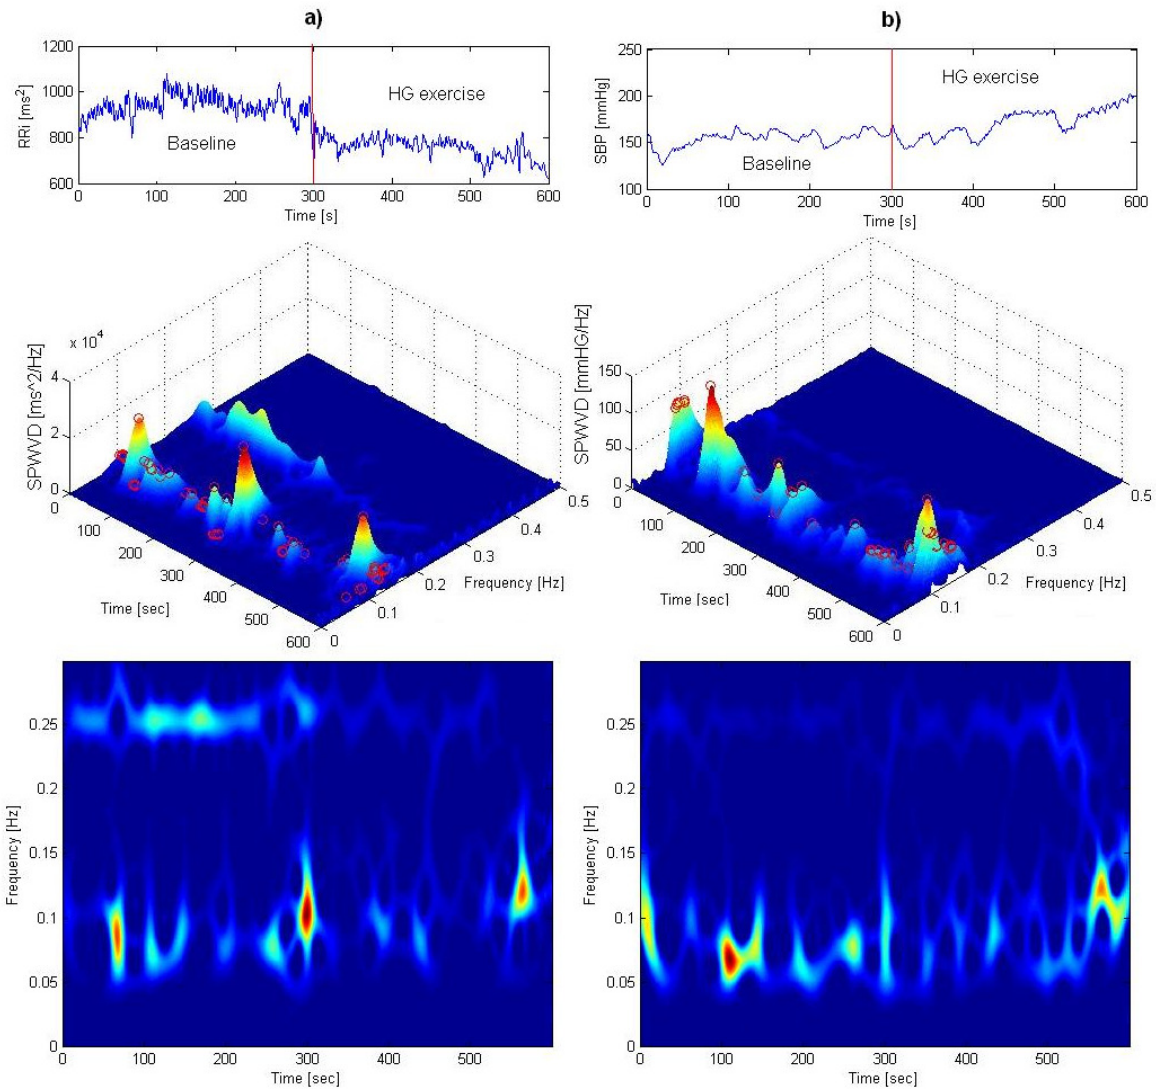 a)
1200
1000
800
600
RRi [ms2]
HG exercise
Baseline
0 100 200 300 400 500 600
Time [s]
b)
250
200
150
100
SBP [mmHg]
HG exercise
Baseline
0 100 200 300 400 500 600
Time [s]
x 10^4
SPWVD [ms^2/Hz]
4
2
0
0
100
200
300
400
500
600
Time [sec]
0
0.1
0.2
0.3
0.4
0.5
Frequency [Hz]
SPWVD [mmHG/Hz]
150
100
50
0
0
100
200
300
400
500
600
Time [sec]
0
0.1
0.2
0.3
0.4
0.5
Frequency [Hz]
Frequency [Hz]
0.25
0.2
0.15
0.1
0.05
0
0 100 200 300 400 500
Time [sec]
Frequency [Hz]
0.25
0.2
0.15
0.1
0.05
0
0 100 200 300 400 500
Time [sec]